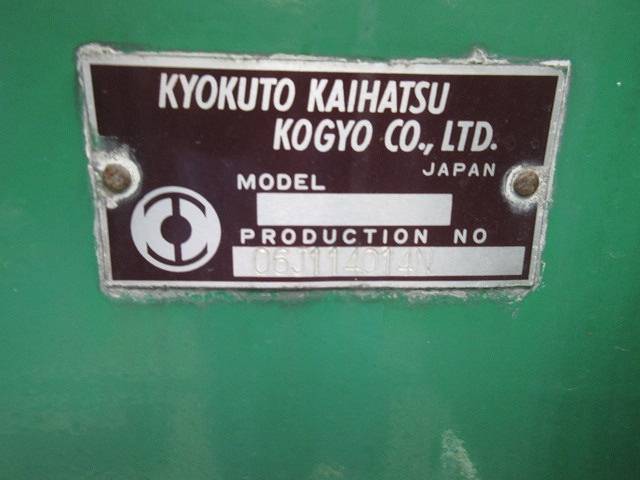 KYOKUTO KAIHATSU
KOGYO CO., LTD.
JAPAN
MODEL
PRODUCTION NO
06J114014V